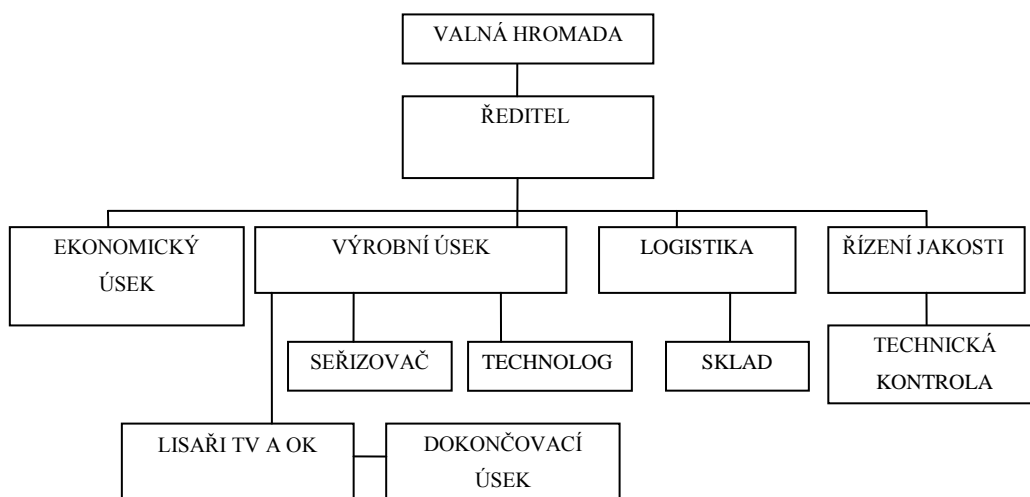 VALNÁ HROMADA
ŘEDITEL
EKONOMICKÝ
ÚSEK
VÝROBNÍ ÚSEK
LOGISTIKA
ŘÍZENÍ JAKOSTI
SEŘIZOVAČ
TECHNOLOG
SKLAD
TECHNICKÁ
KONTROLA
LISAŘI TV A OK
DOKONČOVACÍ
ÚSEK